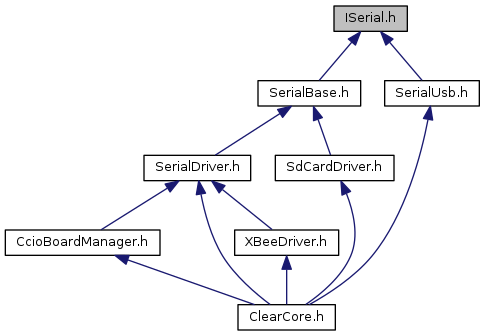 ISerial.h
SerialBase.h
SerialUsb.h
SerialDriver.h
SdCardDriver.h
CcioBoardManager.h
XBeeDriver.h
ClearCore.h